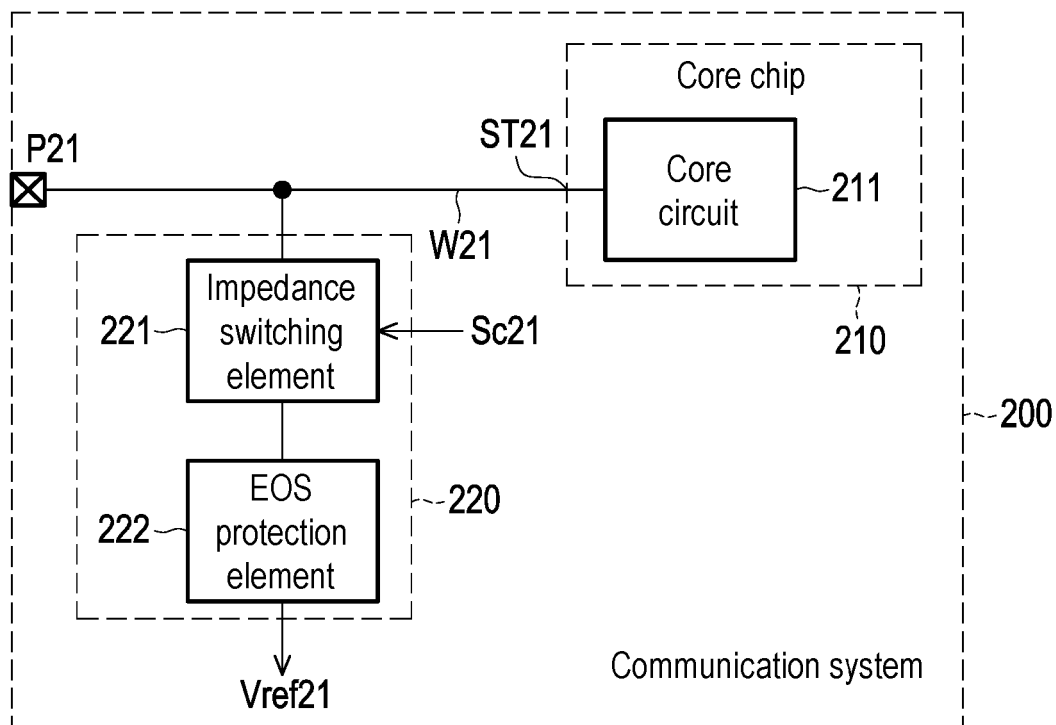 Core chip
P21
ST21
Core
circuit
211
W21
Impedance
switching
element
221
Sc21
210
200
EOS
protection
element
222
220
Vref21
Communication system